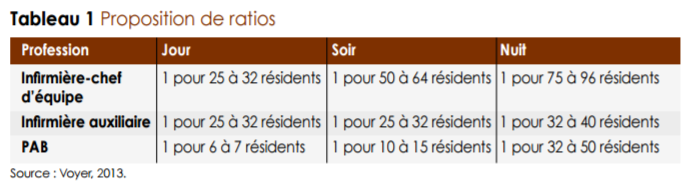 Tableau 1 Proposition de ratios
Profession Jour Soir Nuit
Infirmière-chef d'équipe 1 pour 25 à 32 résidents 1 pour 50 à 64 résidents 1 pour 75 à 96 résidents
Infirmière auxiliaire 1 pour 25 à 32 résidents 1 pour 25 à 32 résidents 1 pour 32 à 40 résidents
PAB 1 pour 6 à 7 résidents 1 pour 10 à 15 résidents 1 pour 32 à 50 résidents
Source : Voyer, 2013.